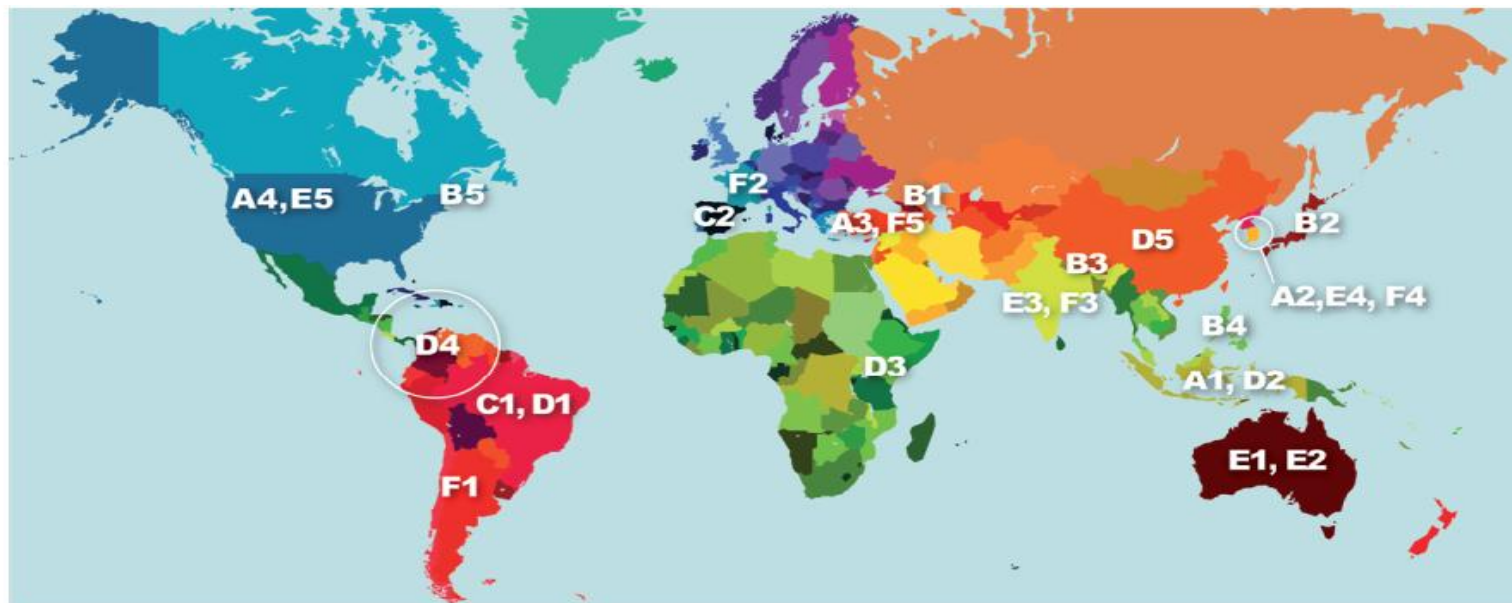 A4,E5
B5
F2
C2
B1
A3, F5
D5
B2
B3
A2,E4, F4
E3, F3
B4
D4
D3
A1, D2
C1, D1
E1, E2
F1